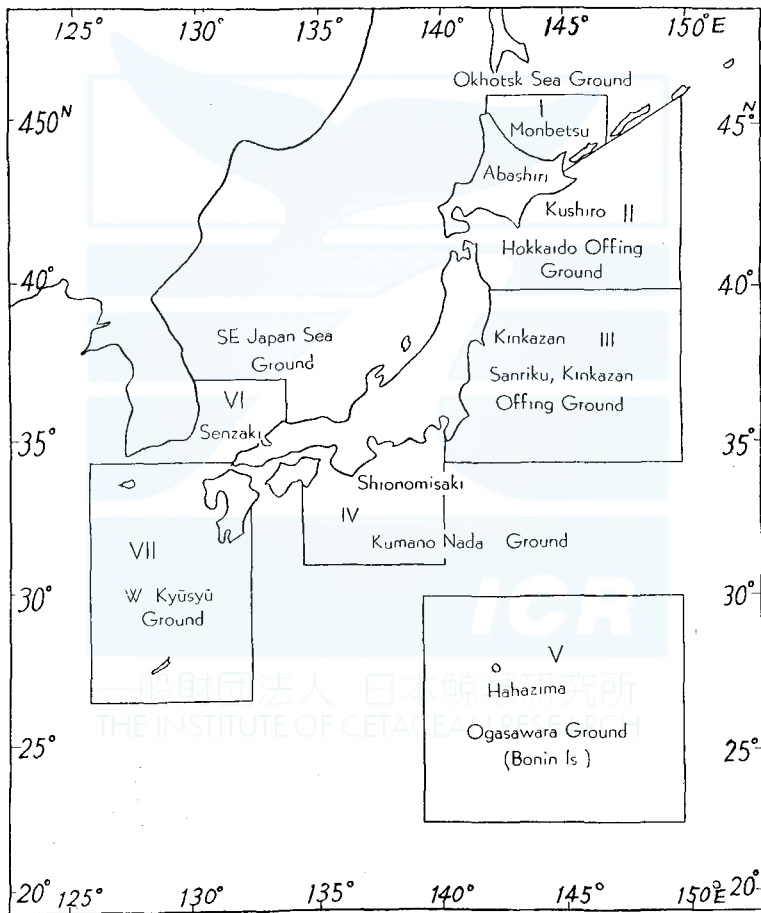 125° 130° 135° 140° 145° 150°E
Okhotsk Sea Ground
450N
N
45°
I
Monbetsu
Abashiri
Kushiro II
Hokkaido Offing
Ground
40°
40°
SE Japan Sea
Ground
Kinkazan III
Sanriku, Kinkazan
Offing Ground
VI
Senzaki
35°
35°
Shionomisaki
IV
Kumano Nada Ground
VII
W Kyūsyū
Ground
30°
30°
ICR
V
Hahazima
一般財団法人 日本鯨類研究所
THE INSTITUTE OF CETACEAN RESEARCH
Ogasawara Ground
(Bonin Is )
25°
25°
20°
20°
125° 130° 135° 140° 145° 150°E